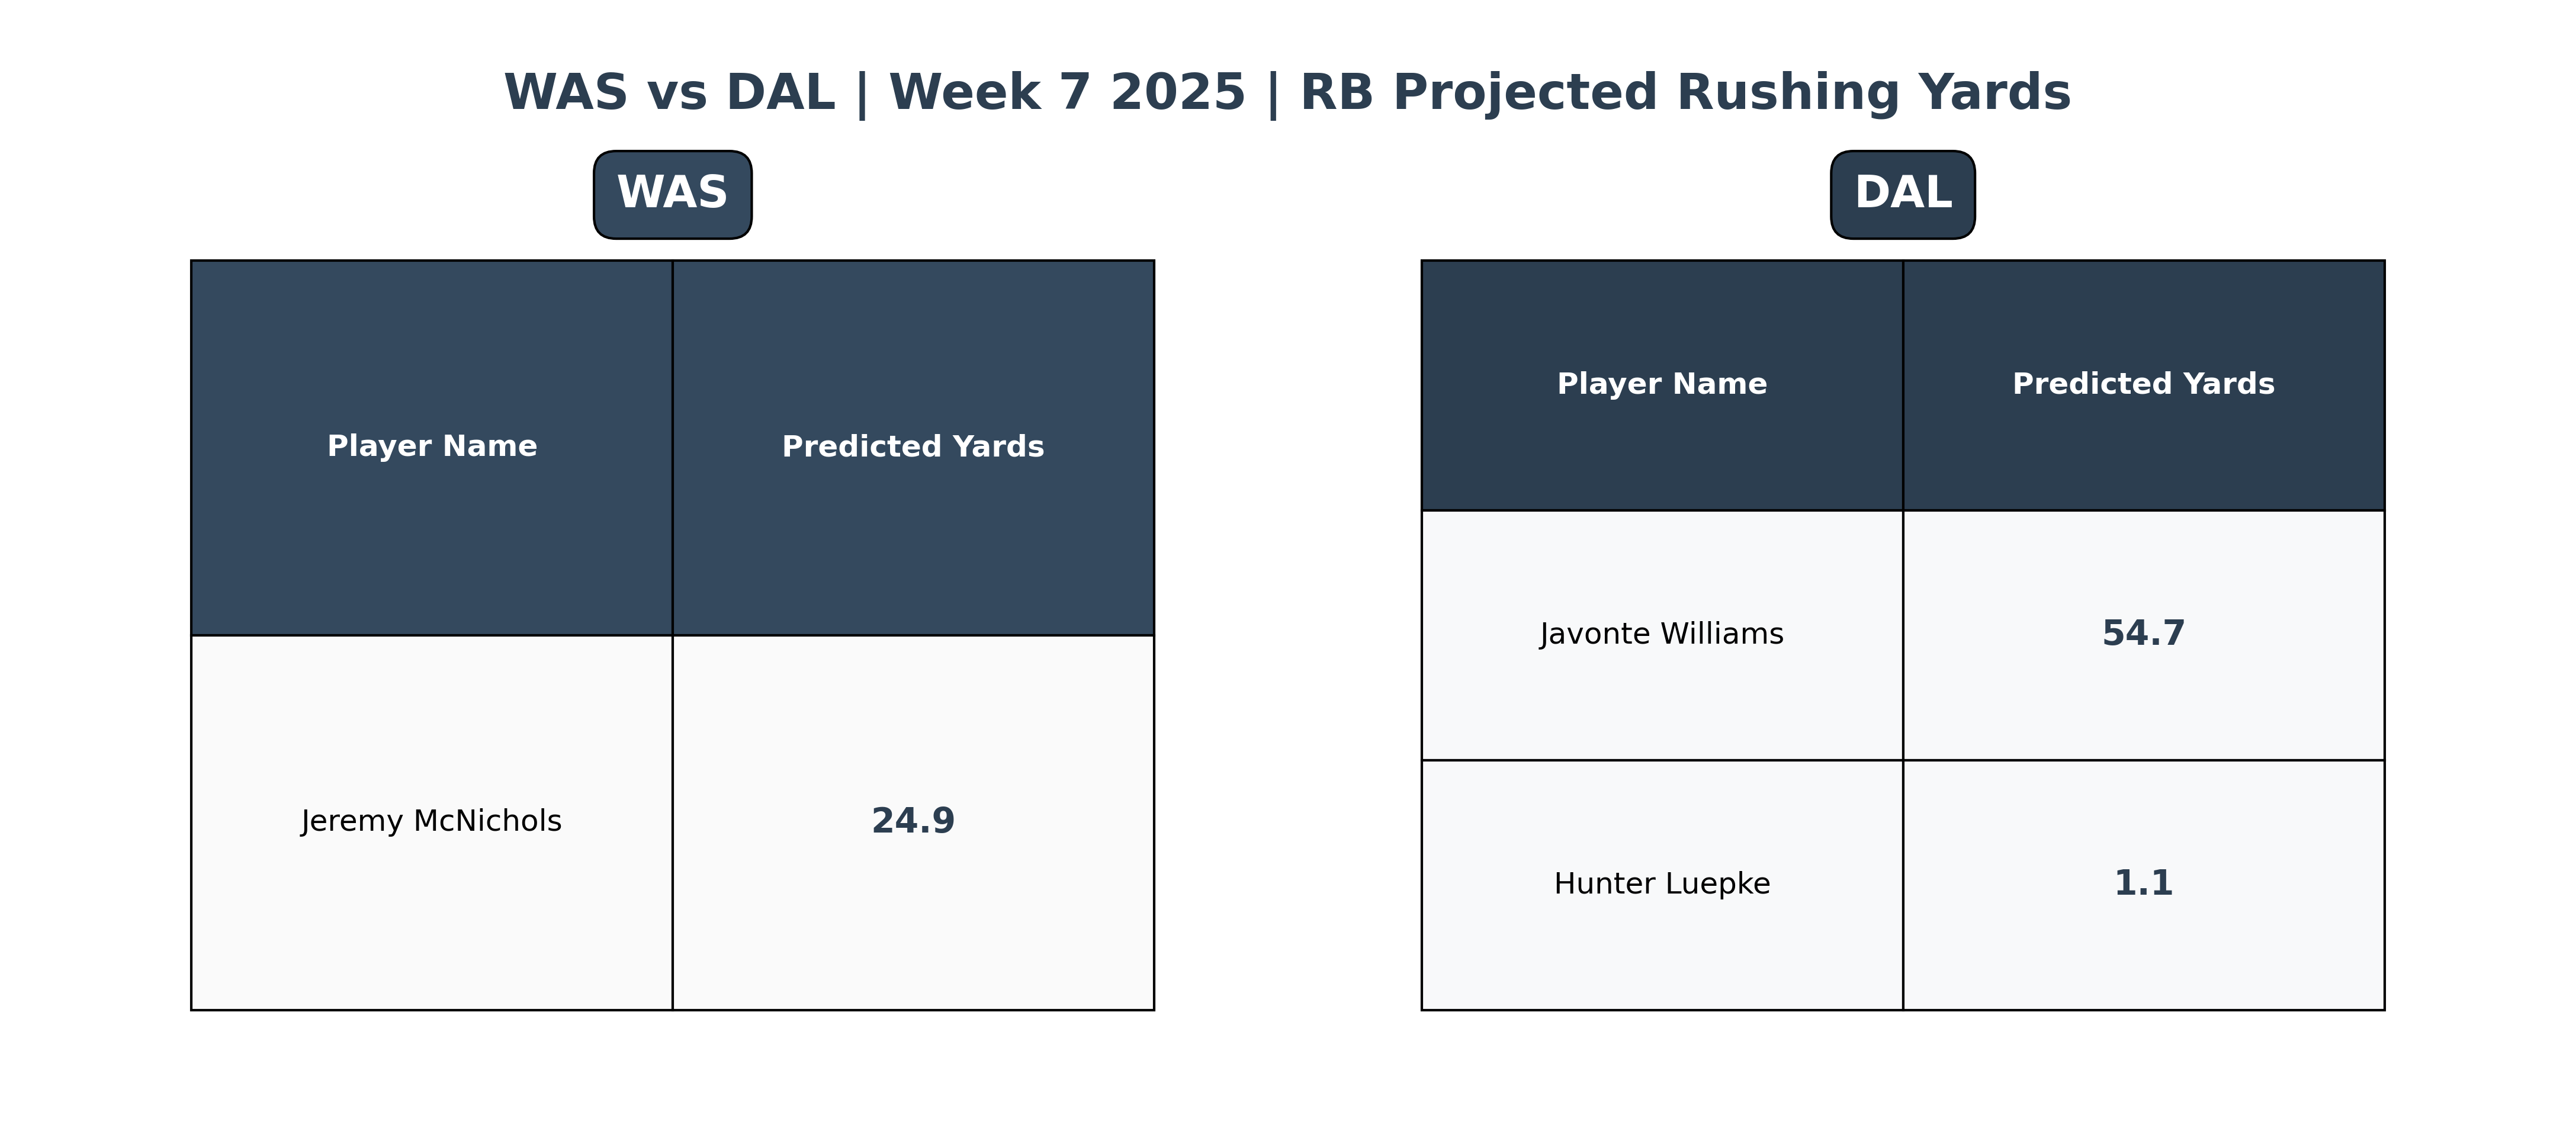 WAS vs DAL | Week 7 2025 | RB Projected Rushing Yards
WAS
Player Name Predicted Yards
Jeremy McNichols 24.9
DAL
Player Name Predicted Yards
Javonte Williams 54.7
Hunter Luepke 1.1